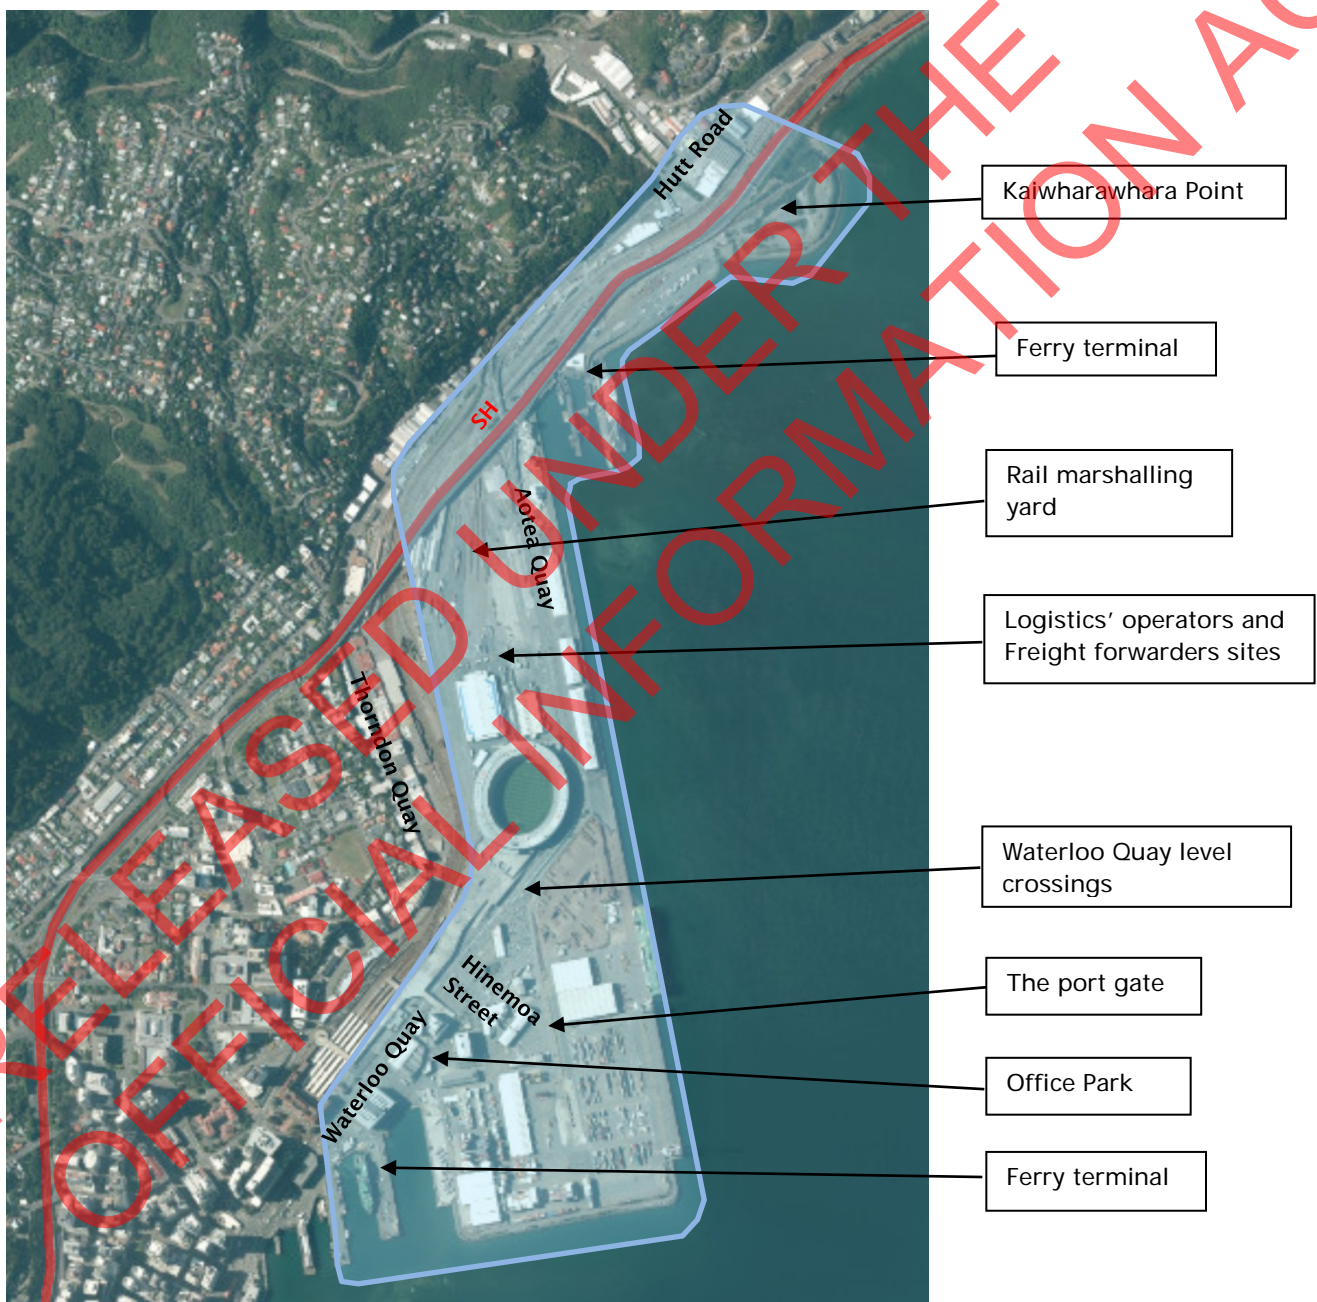 Hutt Road
Kaiwharawhara Point
Ferry terminal
SH
Rail marshalling
yard
Aotea Quay
Logistics’ operators and
Freight forwarders sites
Thorndon Quay
Waterloo Quay level
crossings
Hinemoa
Street
The port gate
Waterloo Quay
Office Park
Ferry terminal
RELEASED UNDER THE
OFFICIAL INFORMATION AC